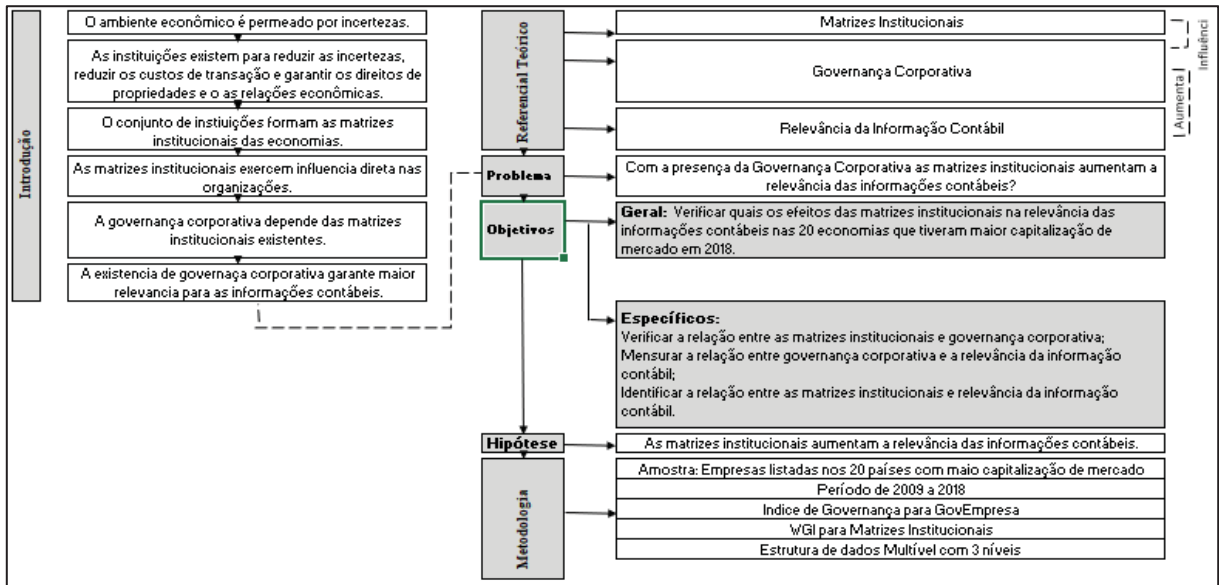 Introdução
O ambiente econômico é permeado por incertezas.
As instituições existem para reduzir as incertezas,
reduzir os custos de transação e garantir os direitos de
propriedades e o as relações econômicas.
O conjunto de instiuições formam as matrizes
institucionais das economias.
As matrizes institucionais exercem influencia direta nas
organizações.
A governança corporativa depende das matrizes
institucionais existentes.
A existencia de governaça corporativa garante maior
relevancia para as informações contábeis.
Referencial Teórico
Matrizes Institucionais
Governança Corporativa
Relevância da Informação Contábil
Influênci
Aumenta
Problema
Com a presença da Governança Corporativa as matrizes institucionais aumentam a
relevância das informações contábeis?
Objetivos
Geral: Verificar quais os efeitos das matrizes institucionais na relevância das
informações contábeis nas 20 economias que tiveram maior capitalização de
mercado em 2018.
Específicos:
Verificar a relação entre as matrizes institucionais e governança corporativa;
Mensurar a relação entre governança corporativa e a relevância da informação
contábil;
Identificar a relação entre as matrizes institucionais e relevância da informação
contábil.
Hipótese
As matrizes institucionais aumentam a relevância das informações contábeis.
Metodologia
Amostra: Empresas listadas nos 20 países com maio capitalização de mercado
Período de 2009 a 2018
Indice de Governança para GovEmpresa
WGI para Matrizes Institucionais
Estrutura de dados Multível com 3 níveis